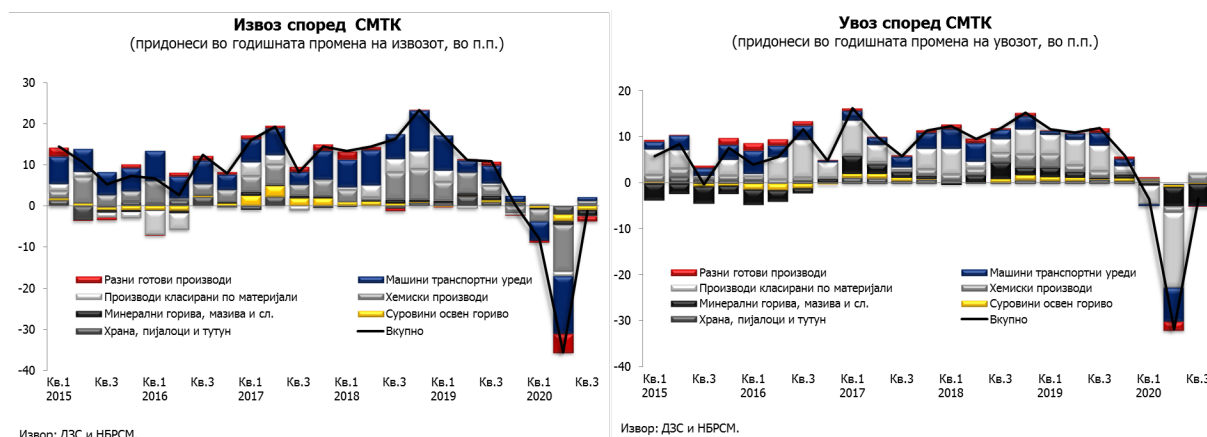 Извоз според СМТК
(придонеси во годишната промена на извозот, во п.п.)
30
20
10
0
-10
-20
-30
-40
Разни готови производи
Машини транспортни уреди
Производи класирани по материјали
Хемиски производи
Минерални горива, мазива и сл.
Суровини освен гориво
Храна, пијалоци и тутун
Вкупно
Кв.1 Кв.3 Кв.1 Кв.3 Кв.1 Кв.3 Кв.1 Кв.3 Кв.1 Кв.3 Кв.1 Кв.3
2015 2016 2017 2018 2019 2020
Извор: ДЗС и НБРСМ.
Увоз според СМТК
(придонеси во годишната промена на увозот, во п.п.)
20
10
0
-10
-20
-30
-40
Разни готови производи
Машини транспортни уреди
Производи класирани по материјали
Хемиски производи
Минерални горива, мазива и сл.
Суровини освен гориво
Храна, пијалоци и тутун
Вкупно
Кв.1 Кв.3 Кв.1 Кв.3 Кв.1 Кв.3 Кв.1 Кв.3 Кв.1 Кв.3 Кв.1 Кв.3
2015 2016 2017 2018 2019 2020
Извор: ДЗС и НБРСМ.